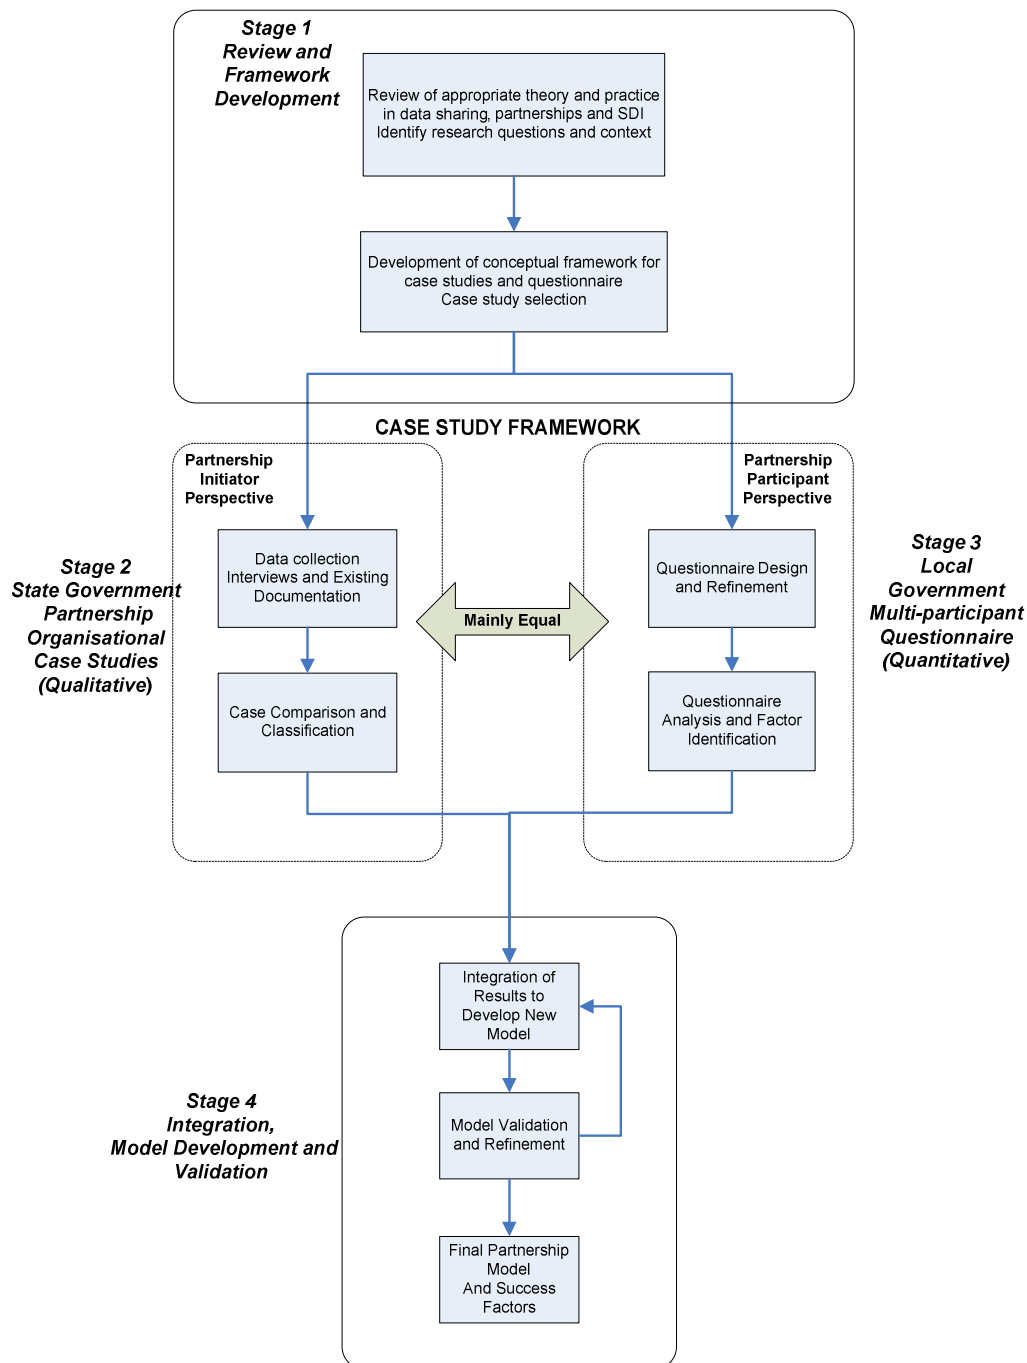 Stage 1
Review and
Framework
Development
Review of appropriate theory and practice
in data sharing, partnerships and SDI
Identify research questions and context
Development of conceptual framework for
case studies and questionnaire
Case study selection
CASE STUDY FRAMEWORK
Partnership
Initiator
Perspective
Partnership
Participant
Perspective
Stage 2
State Government
Partnership
Organisational
Case Studies
(Qualitative)
Data collection
Interviews and Existing
Documentation
Mainly Equal
Questionnaire Design
and Refinement
Stage 3
Local
Government
Multi-participant
Questionnaire
(Quantitative)
Case Comparison and
Classification
Questionnaire
Analysis and Factor
Identification
Stage 4
Integration,
Model Development and
Validation
Integration of
Results to
Develop New
Model
Model Validation
and Refinement
Final Partnership
Model
And Success
Factors